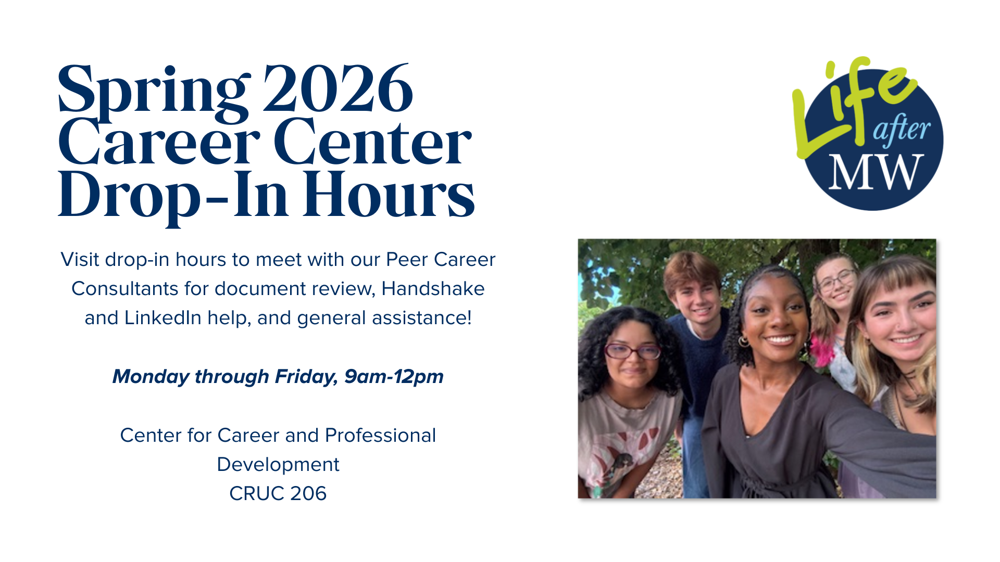 Spring 2026
Career Center
Drop-In Hours
Visit drop-in hours to meet with our Peer Career
Consultants for document review, Handshake
and LinkedIn help, and general assistance!
Monday through Friday, 9am-12pm
Center for Career and Professional
Development
CRUC 206
Life
after
MW